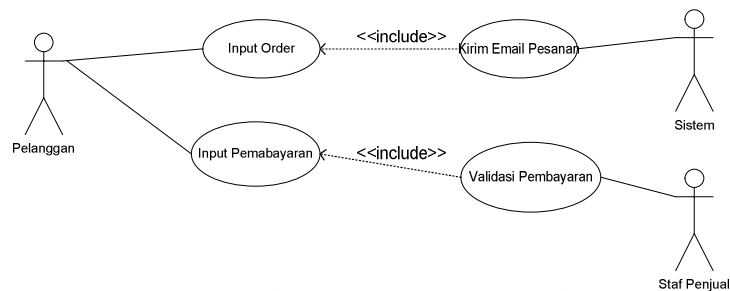 <<include>>
Input Order
Kirim Email Pesanan
Sistem
Pelanggan
Input Pemabayaran
<<include>>
Validasi Pembayaran
Staf Penjual